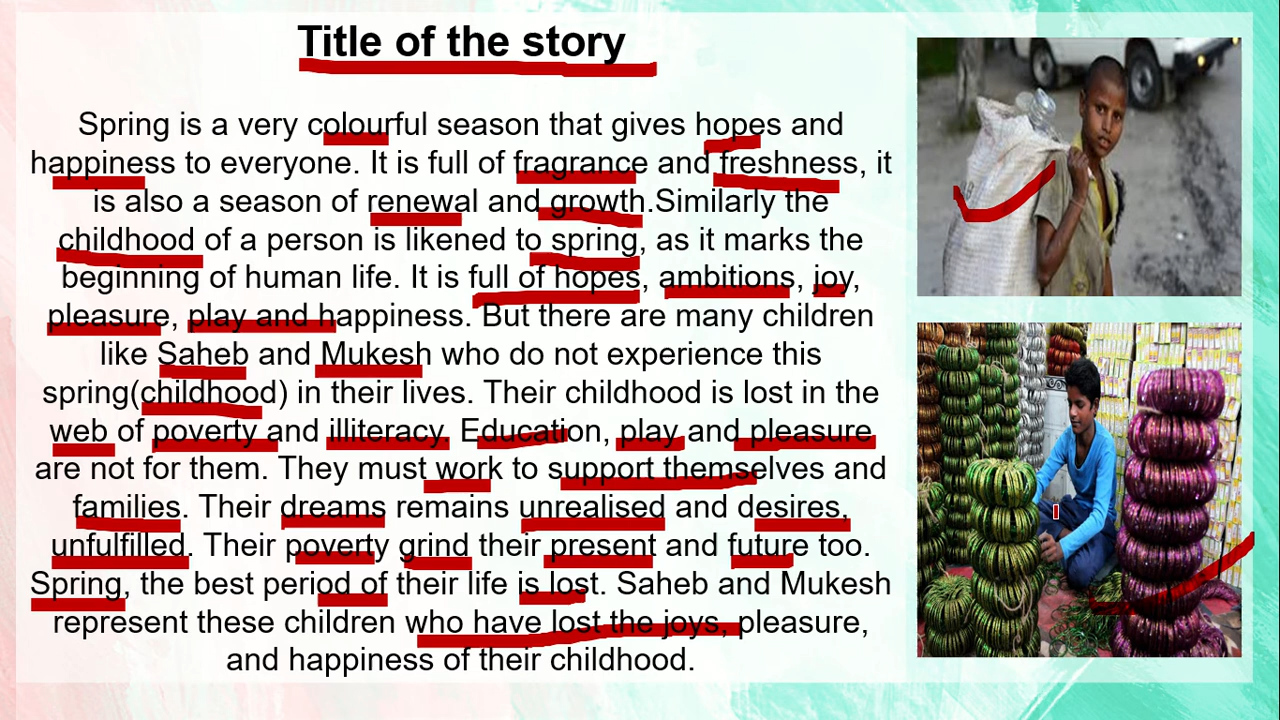 Title of the story
Spring is a very colourful season that gives hopes and
happiness to everyone. It is full of fragrance and freshness, it
is also a season of renewal and growth.Similarly the
childhood of a person is likened to spring, as it marks the
beginning of human life. It is full of hopes, ambitions, joy,
pleasure, play and happiness. But there are many children
like Saheb and Mukesh who do not experience this
spring(childhood) in their lives. Their childhood is lost in the
web of poverty and illiteracy. Education, play and pleasure
are not for them. They must work to support themselves and
families. Their dreams remains unrealised and desires,
unfulfilled. Their poverty grind their present and future too.
Spring, the best period of their life is lost. Saheb and Mukesh
represent these children who have lost the joys, pleasure,
and happiness of their childhood.